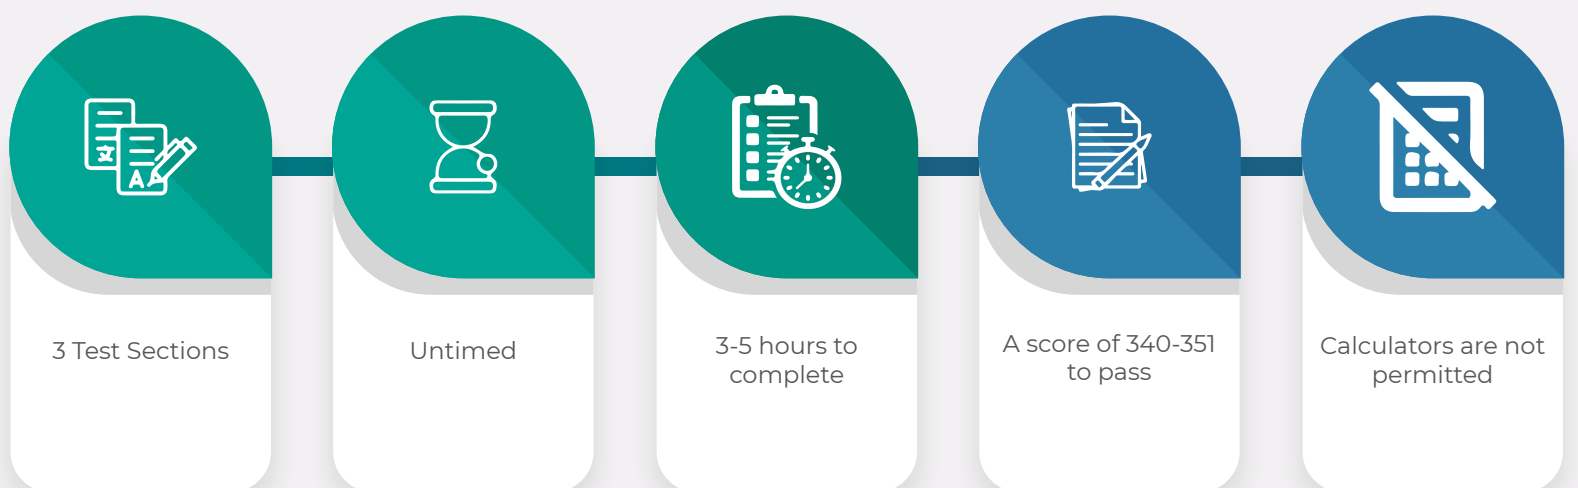 3 Test Sections
Untimed
3-5 hours to
complete
A score of 340-351
to pass
Calculators are not
permitted